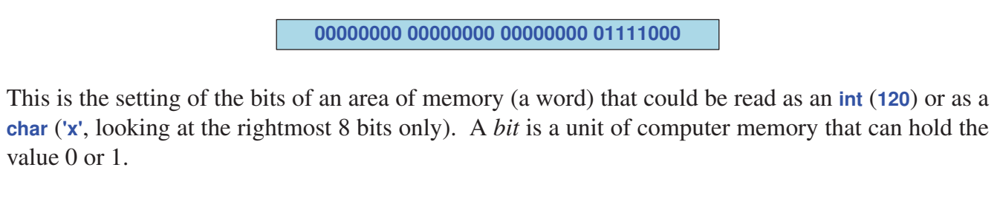 00000000 00000000 00000000 01111000
This is the setting of the bits of an area of memory (a word) that could be read as an int (120) or as a
char ('x', looking at the rightmost 8 bits only). A bit is a unit of computer memory that can hold the
value 0 or 1.